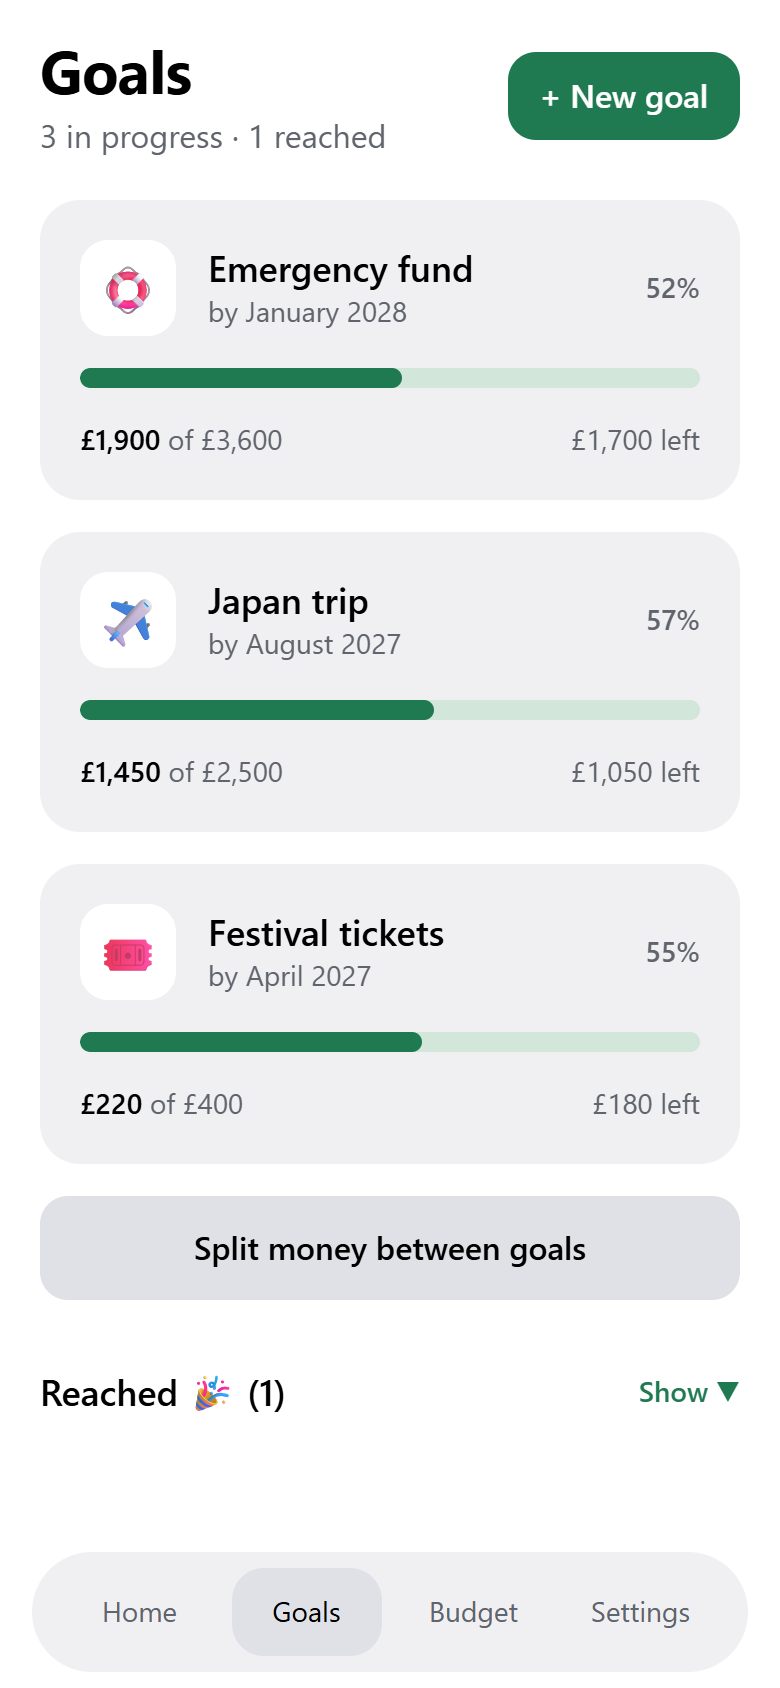 Goals
3 in progress · 1 reached
+ New goal
Emergency fund
by January 2028
52%
£1,900 of £3,600
£1,700 left
Japan trip
by August 2027
57%
£1,450 of £2,500
£1,050 left
Festival tickets
by April 2027
55%
£220 of £400
£180 left
Split money between goals
Reached 🎉 (1)
Show ▼
Home
Goals
Budget
Settings